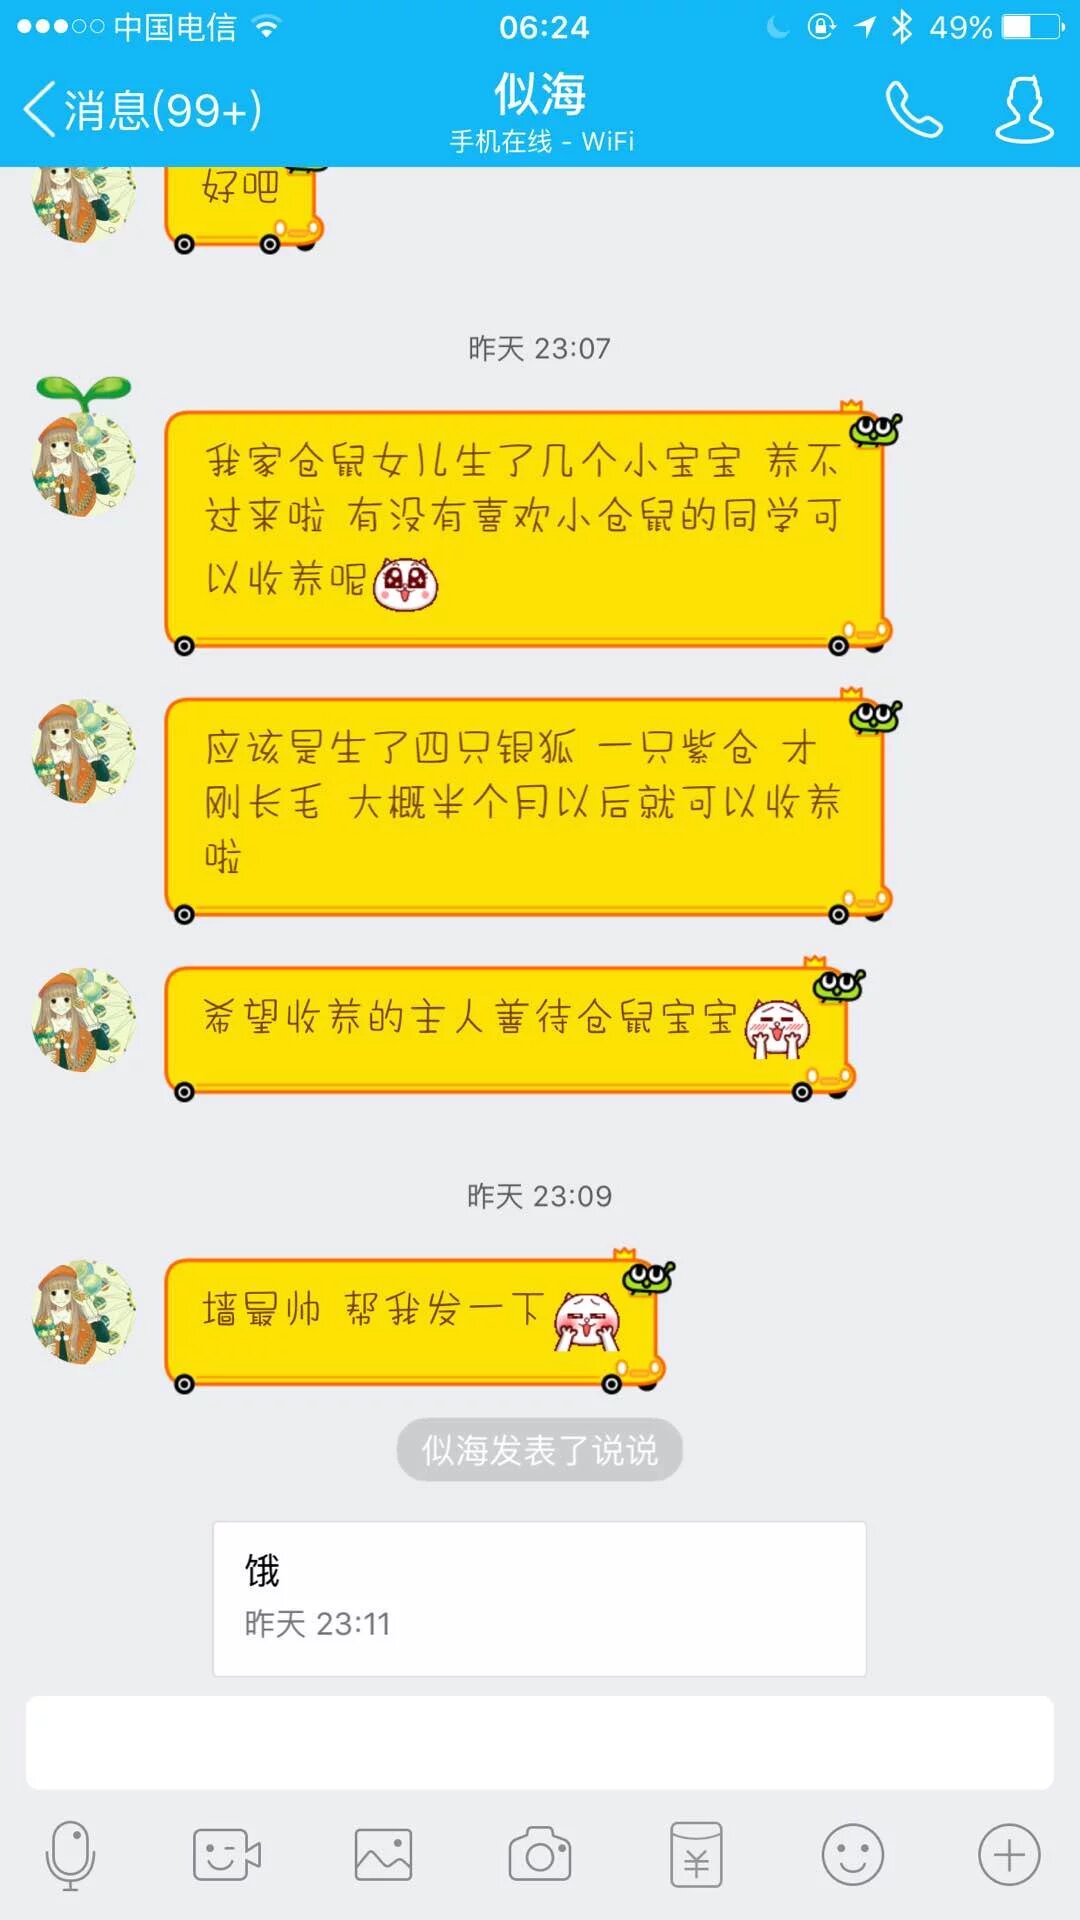 中国电信
06:24
49%
消息(99+)
似海
手机在线 - WiFi
好吧
昨天 23:07
我家仓鼠女儿生了几个小宝宝 养不
过来啦 有没有喜欢小仓鼠的同学可
以收养呢
应该是生了四只银狐 一只紫仓 才
刚长毛 大概半个月以后就可以收养
啦
希望收养的主人善待仓鼠宝宝
昨天 23:09
墙最帅 帮我发一下
似海发表了说说
饿
昨天 23:11